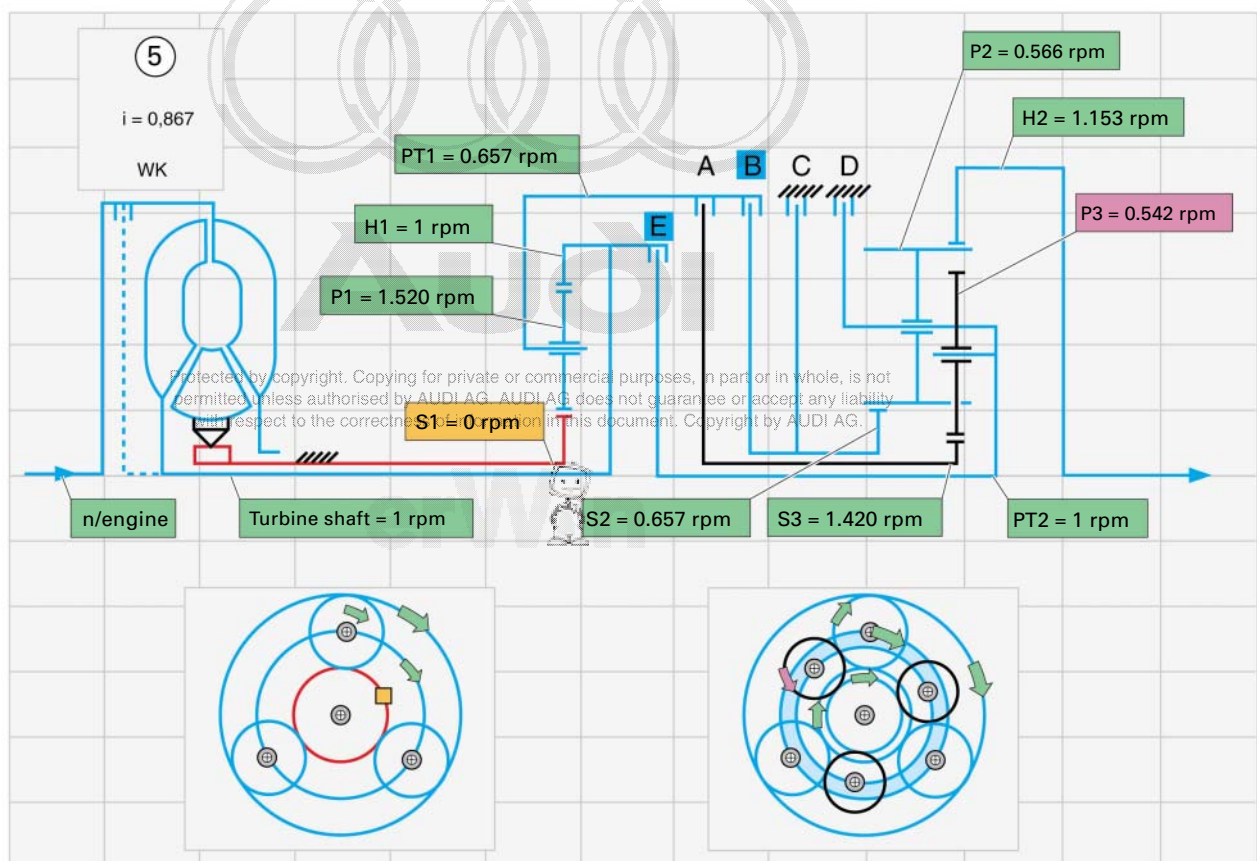 5
i = 0,867
WK
P2 = 0.566 rpm
H2 = 1.153 rpm
PT1 = 0.657 rpm
A
B
C
D
P3 = 0.542 rpm
H1 = 1 rpm
E
P1 = 1.520 rpm
Audi
Protected by copyright. Copying for private or commercial purposes, in part or in whole, is not
permitted unless authorised by AUDI AG. AUDI AG does not guarantee or accept any liability
with respect to the correctness of information in this document. Copyright by AUDI AG.
S1 = 0 rpm
erWin
n/engine
Turbine shaft = 1 rpm
S2 = 0.657 rpm
S3 = 1.420 rpm
PT2 = 1 rpm